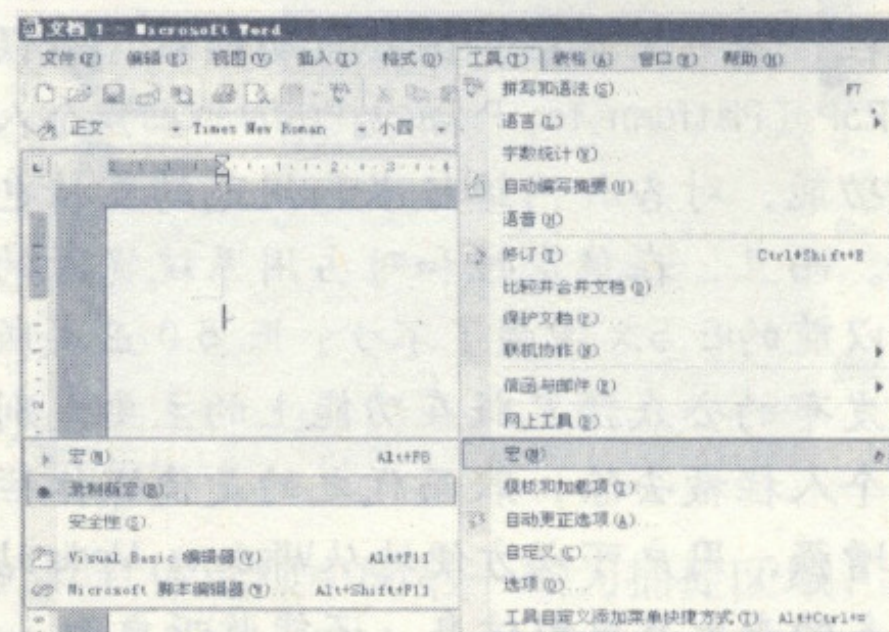 文档 1 - Microsoft Word
文件(F) 编辑(E) 视图(V) 插入(I) 格式(O) 工具(T) 表格(A) 窗口(W) 帮助(H)
正文 Times New Roman 小四
拼写和语法(S)... F7
语言(L)
字数统计(W)...
自动编写摘要(U)...
语音(H)
修订(T) Ctrl+Shift+E
比较并合并文档(D)...
保护文档(P)...
联机协作(N)
信函与邮件(E)
网上工具(B)...
宏(M)
模板和加载项(I)...
自动更正选项(A)...
自定义(C)...
选项(O)...
工具自定义添加菜单快捷方式(T) Alt+Ctrl+=
宏(M)... Alt+F8
录制新宏(R)...
安全性(S)...
Visual Basic 编辑器(V) Alt+F11
Microsoft 脚本编辑器(E) Alt+Shift+F11